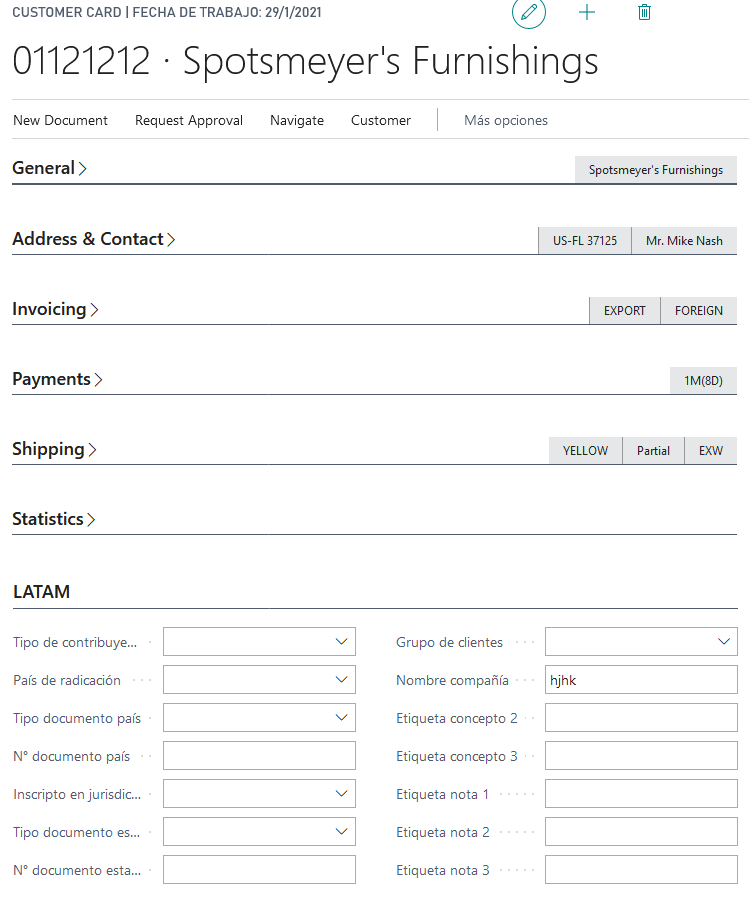 CUSTOMER CARD | FECHA DE TRABAJO: 29/1/2021
01121212 · Spotsmeyer's Furnishings
New Document Request Approval Navigate Customer Más opciones
General Spotsmeyer's Furnishings
Address & Contact US-FL 37125 Mr. Mike Nash
Invoicing EXPORT FOREIGN
Payments 1M(8D)
Shipping YELLOW Partial EXW
Statistics
LATAM
Tipo de contribuye... Grupo de clientes
País de radicación Nombre compañía hjhk
Tipo documento país Etiqueta concepto 2
N° documento país Etiqueta concepto 3
Inscripto en jurisdic... Etiqueta nota 1
Tipo documento es... Etiqueta nota 2
N° documento esta... Etiqueta nota 3